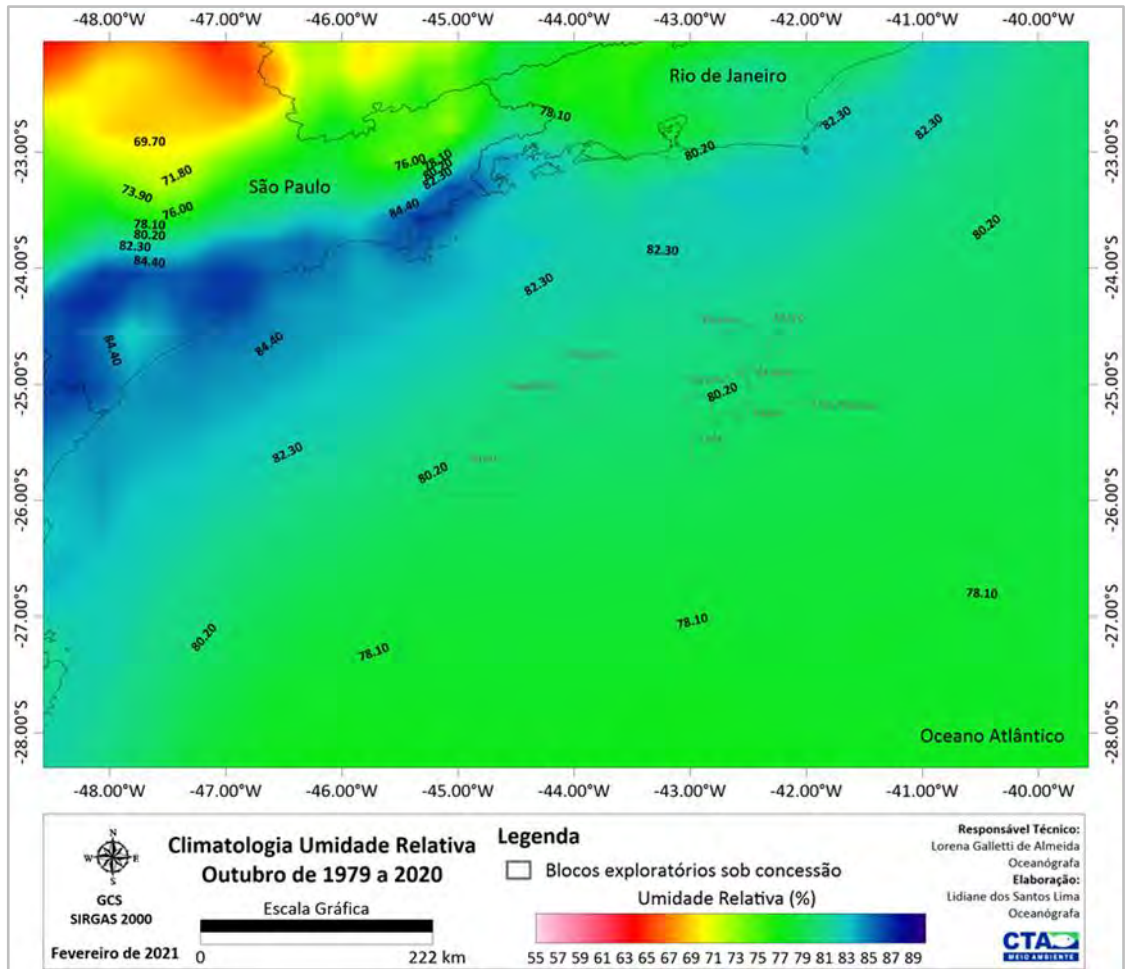 -48.00°W -47.00°W -46.00°W -45.00°W -44.00°W -43.00°W -42.00°W -41.00°W -40.00°W
Rio de Janeiro
82.30
82.30
78.10
-23.00°S 69.70 80.20 -23.00°S
76.00 78.10
80.20
82.30
71.80
São Paulo
73.90
76.00
84.40
78.10
80.20
80.20
82.30
82.30
84.40
-24.00°S -24.00°S
82.30
84.40
84.40
-25.00°S 80.20 -25.00°S
82.30
80.20
-26.00°S -26.00°S
78.10
-27.00°S 78.10 -27.00°S
80.20
78.10
-28.00°S Oceano Atlântico -28.00°S
-48.00°W -47.00°W -46.00°W -45.00°W -44.00°W -43.00°W -42.00°W -41.00°W -40.00°W
N
W E
S
GCS
SIRGAS 2000
Fevereiro de 2021
Climatologia Umidade Relativa
Outubro de 1979 a 2020
Escala Gráfica
0 222 km
Legenda
Blocos exploratórios sob concessão
Umidade Relativa (%)
55 57 59 61 63 65 67 69 71 73 75 77 79 81 83 85 87 89
Responsável Técnico:
Lorena Galletti de Almeida
Oceanógrafa
Elaboração:
Lidiane dos Santos Lima
Oceanógrafa
CTA
MEIO AMBIENTE